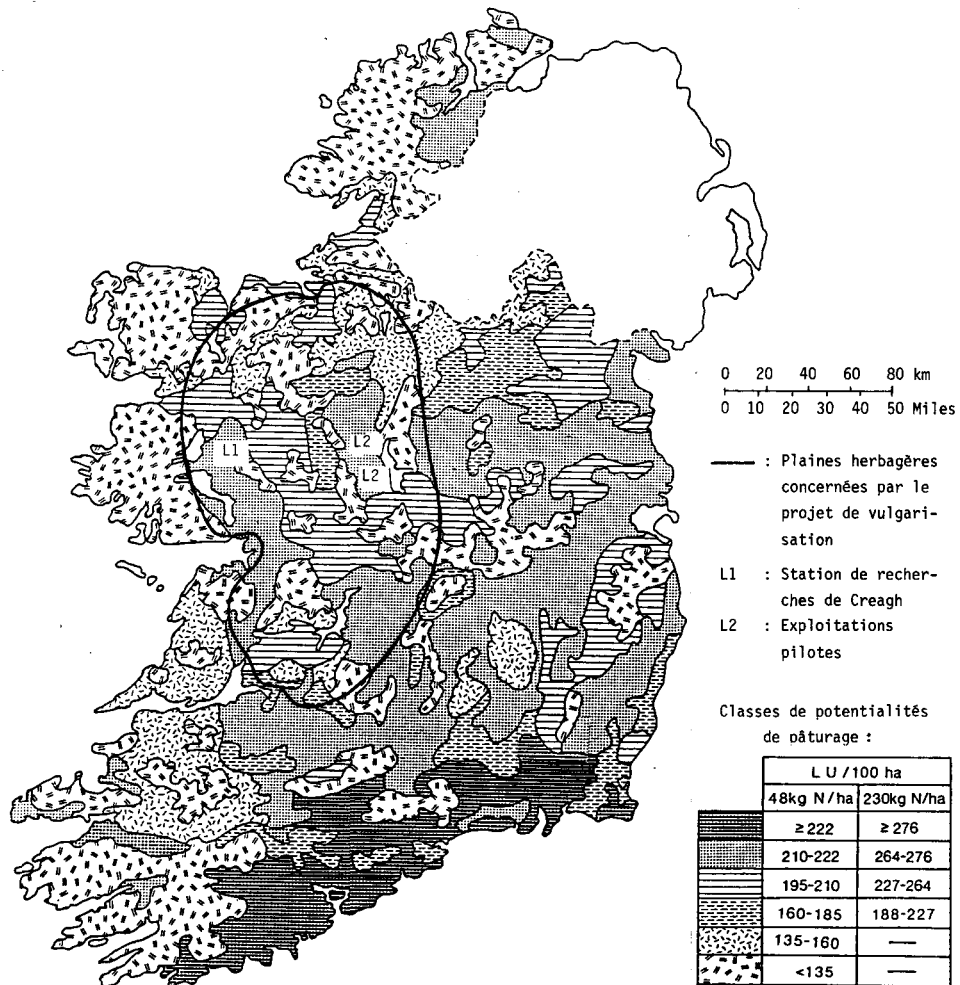 0 20 40 60 80 km
0 10 20 30 40 50 Miles
: Plaines herbagères
concernées par le
projet de vulgari-
sation
L1 : Station de recher-
ches de Creagh
L2 : Exploitations
pilotes
L1
L2
L2
Classes de potentialités
de pâturage :
L U / 100 ha
48kg N/ha 230kg N/ha
≥ 222 ≥ 276
210-222 264-276
195-210 227-264
160-185 188-227
135-160 —
<135 —